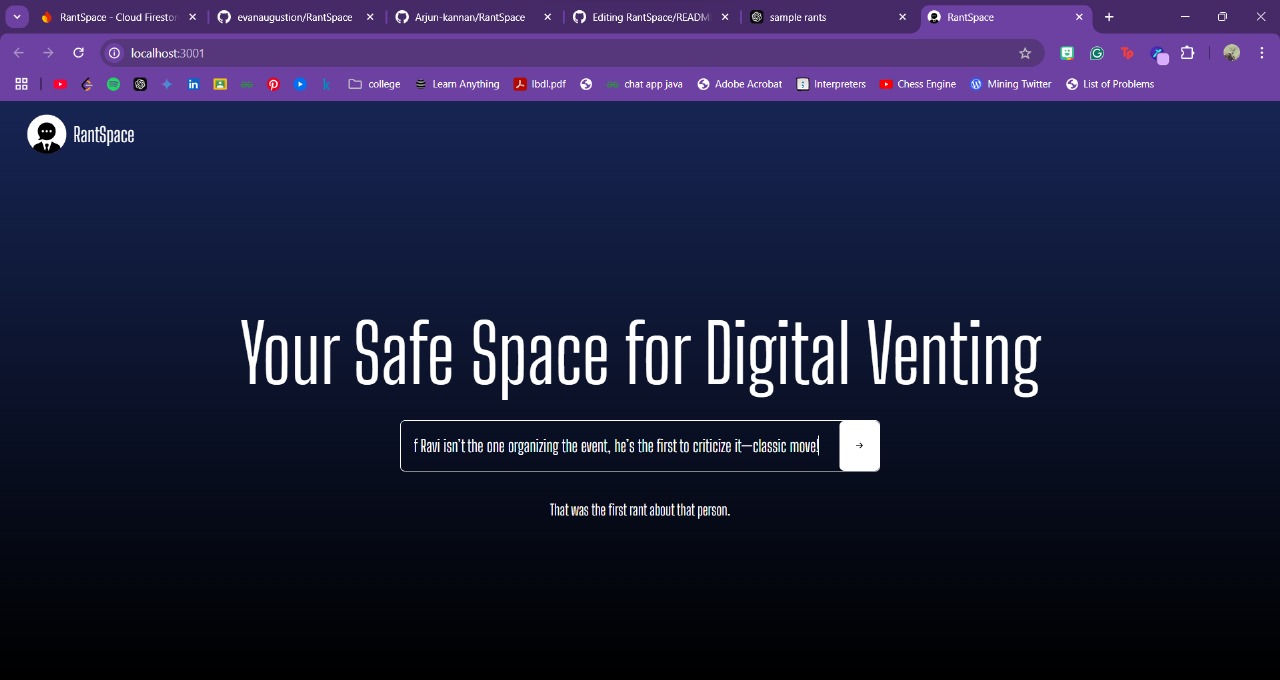 RantSpace - Cloud Firestor
evanaugustion/RantSpace
Arjun-kannan/RantSpace
Editing RantSpace/READM
sample rants
RantSpace
localhost:3001
college
Learn Anything
lbdl.pdf
chat app java
Adobe Acrobat
Interpreters
Chess Engine
Mining Twitter
List of Problems
RantSpace
Your Safe Space for Digital Venting
f Ravi isn't the one organizing the event, he's the first to criticize it—classic move!
That was the first rant about that person.